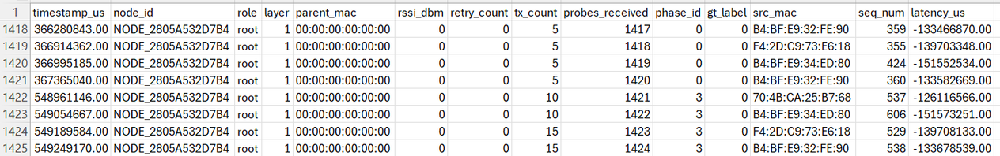 1 timestamp_us node_id role layer parent_mac rssi_dbm retry_count tx_count probes_received phase_id gt_label src_mac seq_num latency_us
1418 366280843.00 NODE_2805A532D7B4 root 1 00:00:00:00:00:00 0 0 5 1417 0 0 B4:BF:E9:32:FE:90 359 -133466870.00
1419 366914362.00 NODE_2805A532D7B4 root 1 00:00:00:00:00:00 0 0 5 1418 0 0 F4:2D:C9:73:E6:18 355 -139703348.00
1420 366995185.00 NODE_2805A532D7B4 root 1 00:00:00:00:00:00 0 0 5 1419 0 0 B4:BF:E9:34:ED:80 424 -151552534.00
1421 367365040.00 NODE_2805A532D7B4 root 1 00:00:00:00:00:00 0 0 5 1420 0 0 B4:BF:E9:32:FE:90 360 -133582669.00
1422 548961146.00 NODE_2805A532D7B4 root 1 00:00:00:00:00:00 0 0 10 1421 3 0 70:4B:CA:25:B7:68 537 -126116566.00
1423 549054667.00 NODE_2805A532D7B4 root 1 00:00:00:00:00:00 0 0 10 1422 3 0 B4:BF:E9:34:ED:80 606 -151573251.00
1424 549189584.00 NODE_2805A532D7B4 root 1 00:00:00:00:00:00 0 0 15 1423 3 0 F4:2D:C9:73:E6:18 529 -139708133.00
1425 549249170.00 NODE_2805A532D7B4 root 1 00:00:00:00:00:00 0 0 15 1424 3 0 B4:BF:E9:32:FE:90 538 -133678539.00